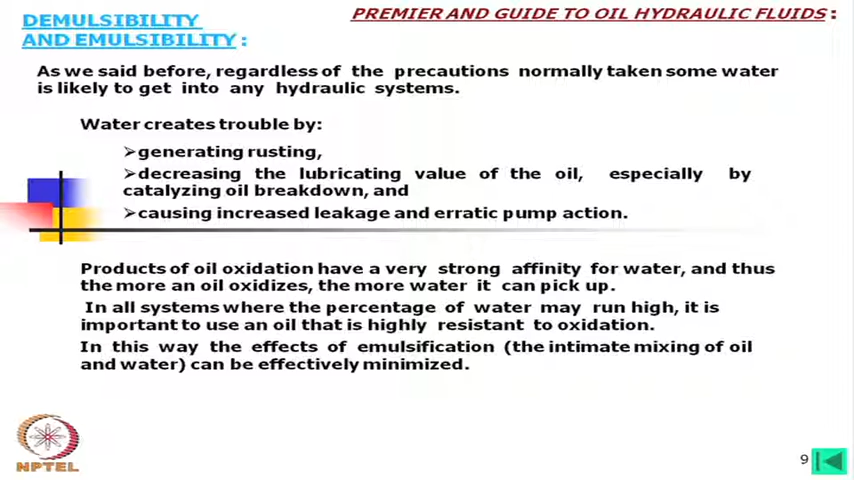 DEMULSIBILITY
AND EMULSIBILITY :
PREMIER AND GUIDE TO OIL HYDRAULIC FLUIDS :
As we said before, regardless of the precautions normally taken some water
is likely to get into any hydraulic systems.
Water creates trouble by:
➢generating rusting,
➢decreasing the lubricating value of the oil, especially by
catalyzing oil breakdown, and
➢causing increased leakage and erratic pump action.
Products of oil oxidation have a very strong affinity for water, and thus
the more an oil oxidizes, the more water it can pick up.
In all systems where the percentage of water may run high, it is
important to use an oil that is highly resistant to oxidation.
In this way the effects of emulsification (the intimate mixing of oil
and water) can be effectively minimized.
NPTEL
9